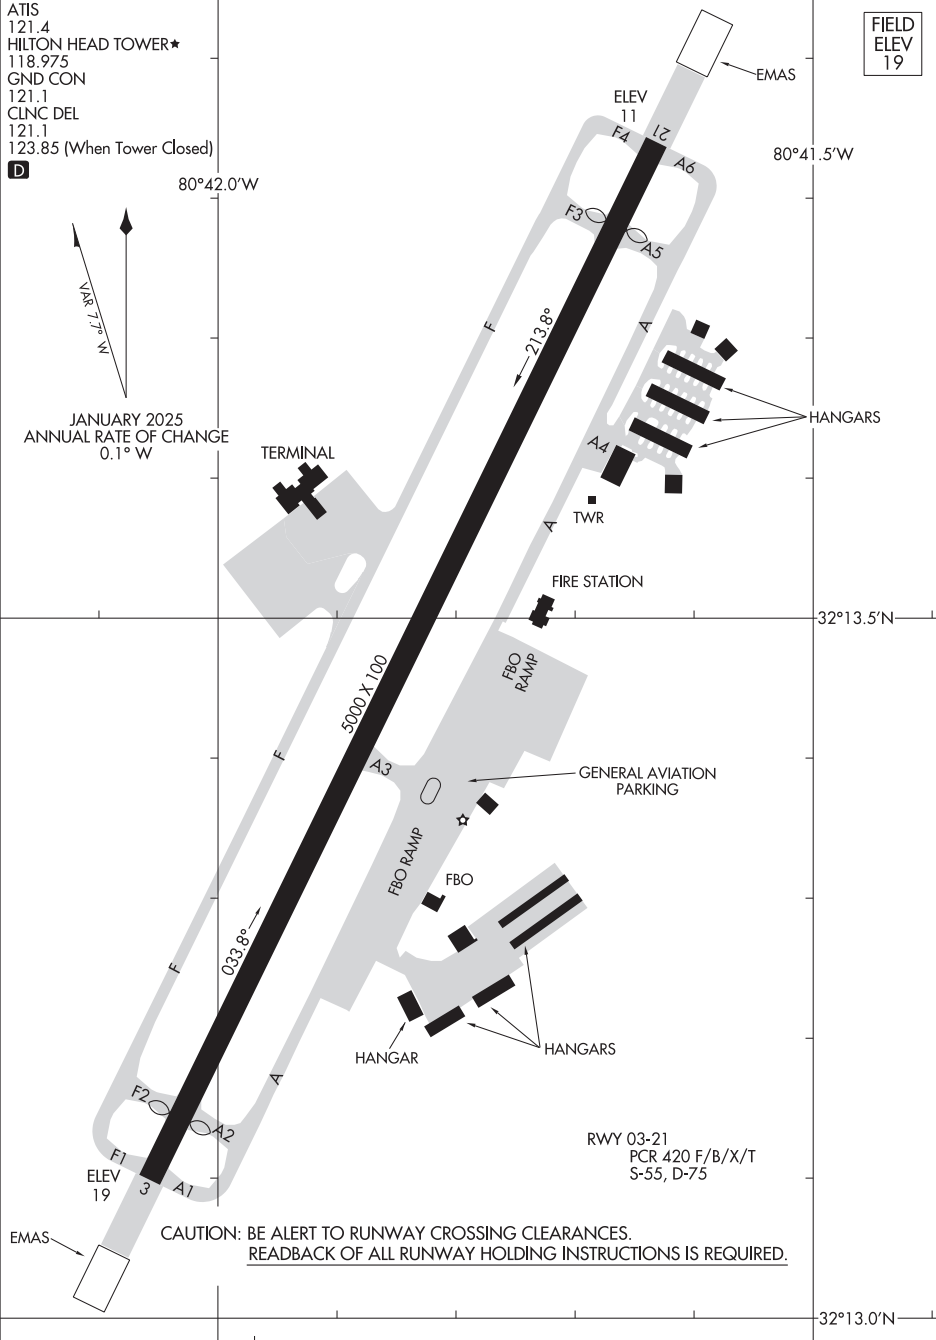 ATIS
121.4
HILTON HEAD TOWER★
118.975
GND CON
121.1
CLNC DEL
121.1
123.85 (When Tower Closed)
D
FIELD
ELEV
19
EMAS
ELEV
11
21
F4
A6
80°41.5'W
80°42.0'W
F3
A5
VAR 7.7° W
F
A
213.8°
JANUARY 2025
ANNUAL RATE OF CHANGE
0.1° W
HANGARS
TERMINAL
A4
TWR
A
FIRE STATION
32°13.5'N
FBO
RAMP
5000 X 100
F
A3
GENERAL AVIATION
PARKING
FBO RAMP
FBO
033.8°
F
HANGAR
HANGARS
A
F2
A2
F1
RWY 03-21
PCR 420 F/B/X/T
S-55, D-75
ELEV
19
3
A1
EMAS
CAUTION: BE ALERT TO RUNWAY CROSSING CLEARANCES.
READBACK OF ALL RUNWAY HOLDING INSTRUCTIONS IS REQUIRED.
32°13.0'N